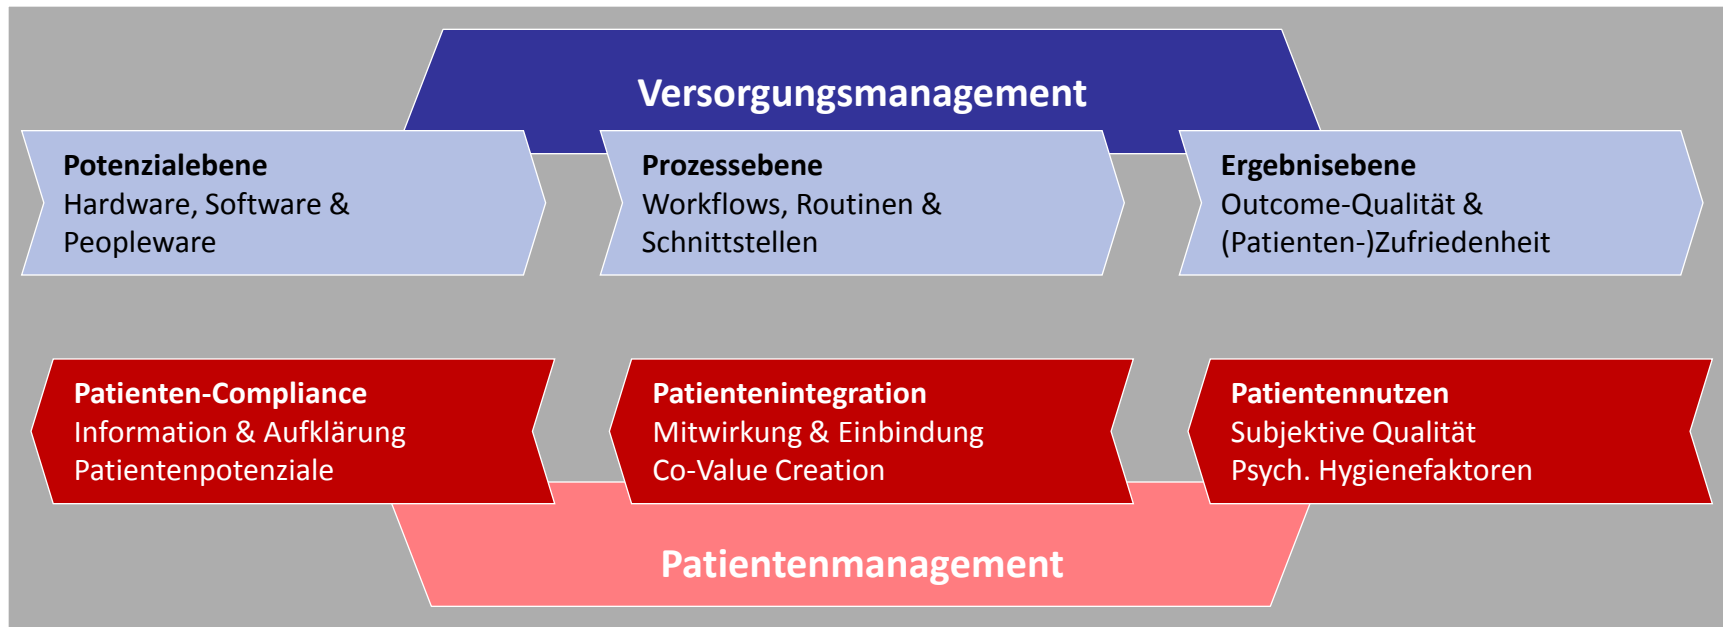 Versorgungsmanagement
Potenzialebene
Hardware, Software &
Peopleware
Prozessebene
Workflows, Routinen &
Schnittstellen
Ergebnisebene
Outcome-Qualität &
(Patienten-)Zufriedenheit
Patienten-Compliance
Information & Aufklärung
Patientenpotenziale
Patientenintegration
Mitwirkung & Einbindung
Co-Value Creation
Patientennutzen
Subjektive Qualität
Psych. Hygienefaktoren
Patientenmanagement